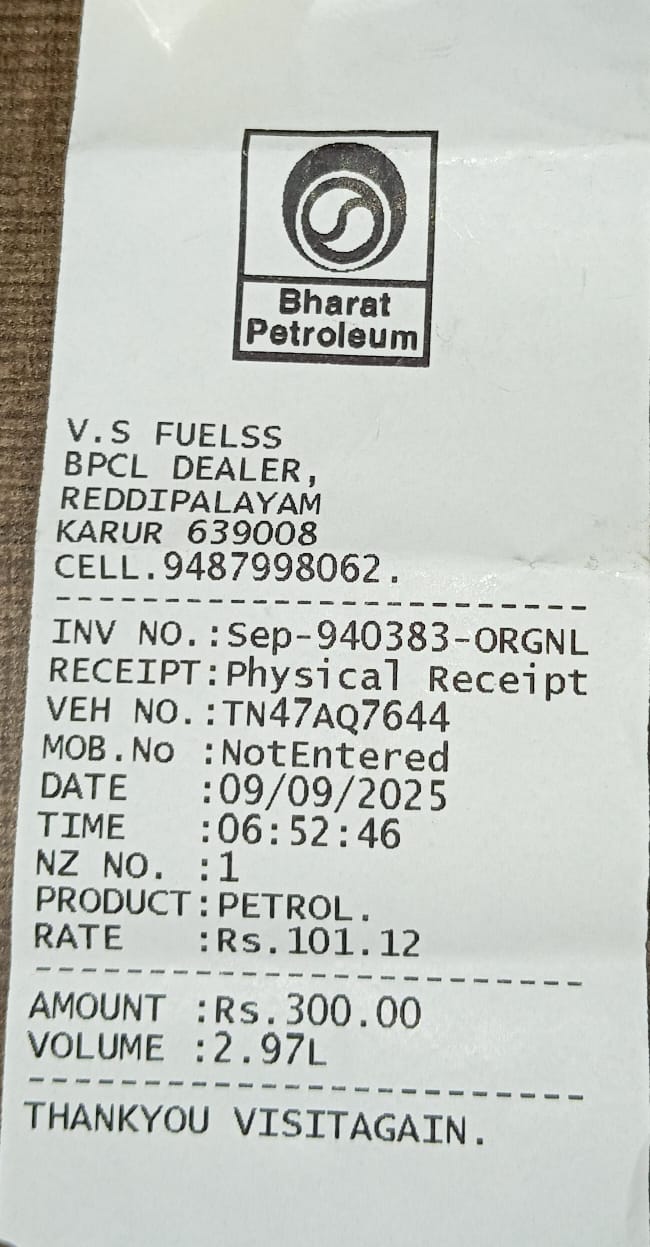 Bharat
Petroleum
V.S FUELSS
BPCL DEALER,
REDDIPALAYAM
KARUR 639008
CELL.9487998062.
INV NO.:Sep-940383-ORGNL
RECEIPT:Physical Receipt
VEH NO.:TN47AQ7644
MOB.No :NotEntered
DATE :09/09/2025
TIME :06:52:46
NZ NO. :1
PRODUCT:PETROL.
RATE :Rs.101.12
AMOUNT :Rs.300.00
VOLUME :2.97L
THANKYOU VISITAGAIN.